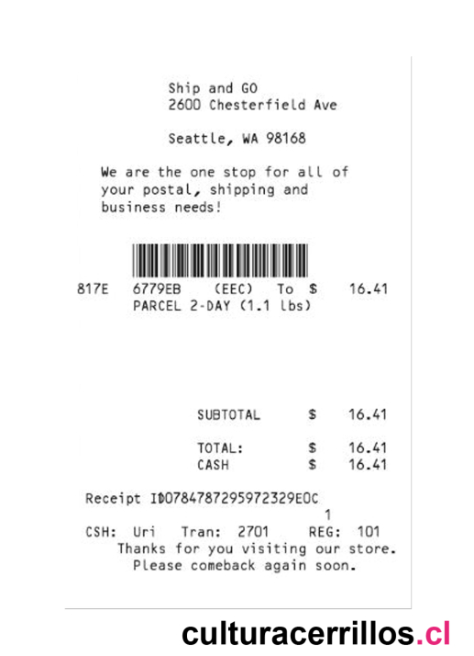 Ship and GO
2600 Chesterfield Ave
Seattle, WA 98168
We are the one stop for all of
your postal, shipping and
business needs!
817E 6779EB (EEC) To $ 16.41
PARCEL 2-DAY (1.1 lbs)
SUBTOTAL $ 16.41
TOTAL: $ 16.41
CASH $ 16.41
Receipt ID0784787295972329EOC
1
CSH: Uri Tran: 2701 REG: 101
Thanks for you visiting our store.
Please comeback again soon.
culturacerrillos.cl